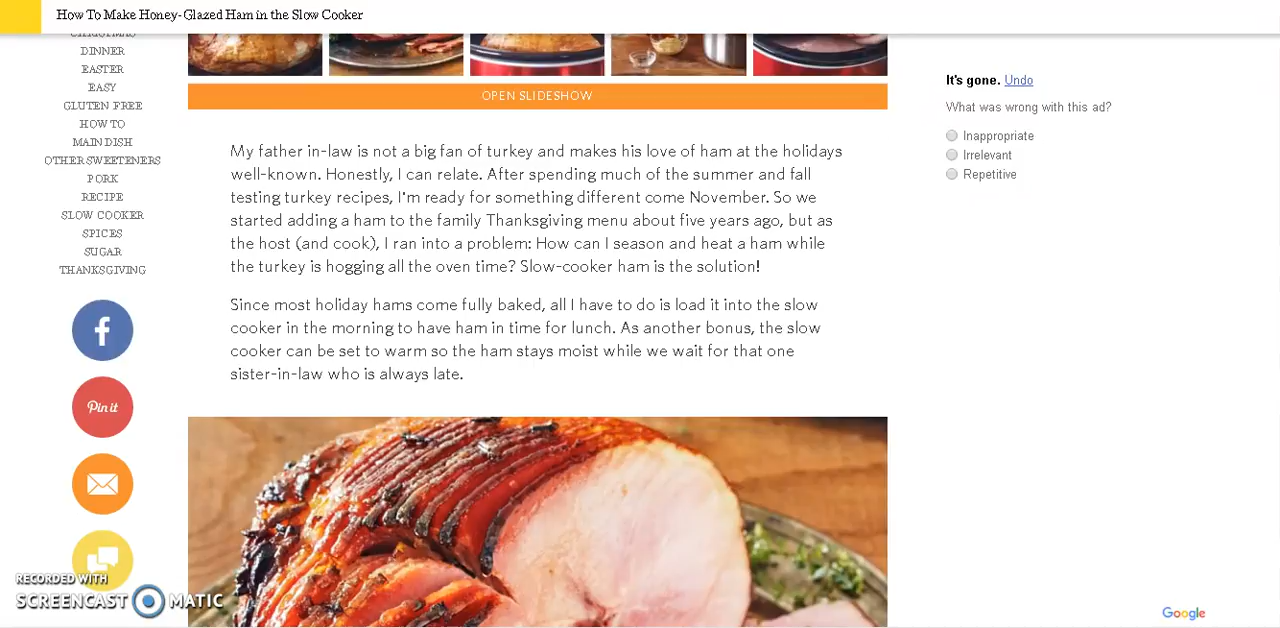 How To Make Honey-Glazed Ham in the Slow Cooker
CHRISTMAS
DINNER
EASTER
EASY
GLUTEN FREE
HOW TO
MAIN DISH
OTHER SWEETENERS
PORK
RECIPE
SLOW COOKER
SPICES
SUGAR
THANKSGIVING
f
Pin it
OPEN SLIDESHOW
My father in-law is not a big fan of turkey and makes his love of ham at the holidays
well-known. Honestly, I can relate. After spending much of the summer and fall
testing turkey recipes, I'm ready for something different come November. So we
started adding a ham to the family Thanksgiving menu about five years ago, but as
the host (and cook), I ran into a problem: How can I season and heat a ham while
the turkey is hogging all the oven time? Slow-cooker ham is the solution!
Since most holiday hams come fully baked, all I have to do is load it into the slow
cooker in the morning to have ham in time for lunch. As another bonus, the slow
cooker can be set to warm so the ham stays moist while we wait for that one
sister-in-law who is always late.
It's gone. Undo
What was wrong with this ad?
Inappropriate
Irrelevant
Repetitive
RECORDED WITH
SCREENCAST MATIC
Google